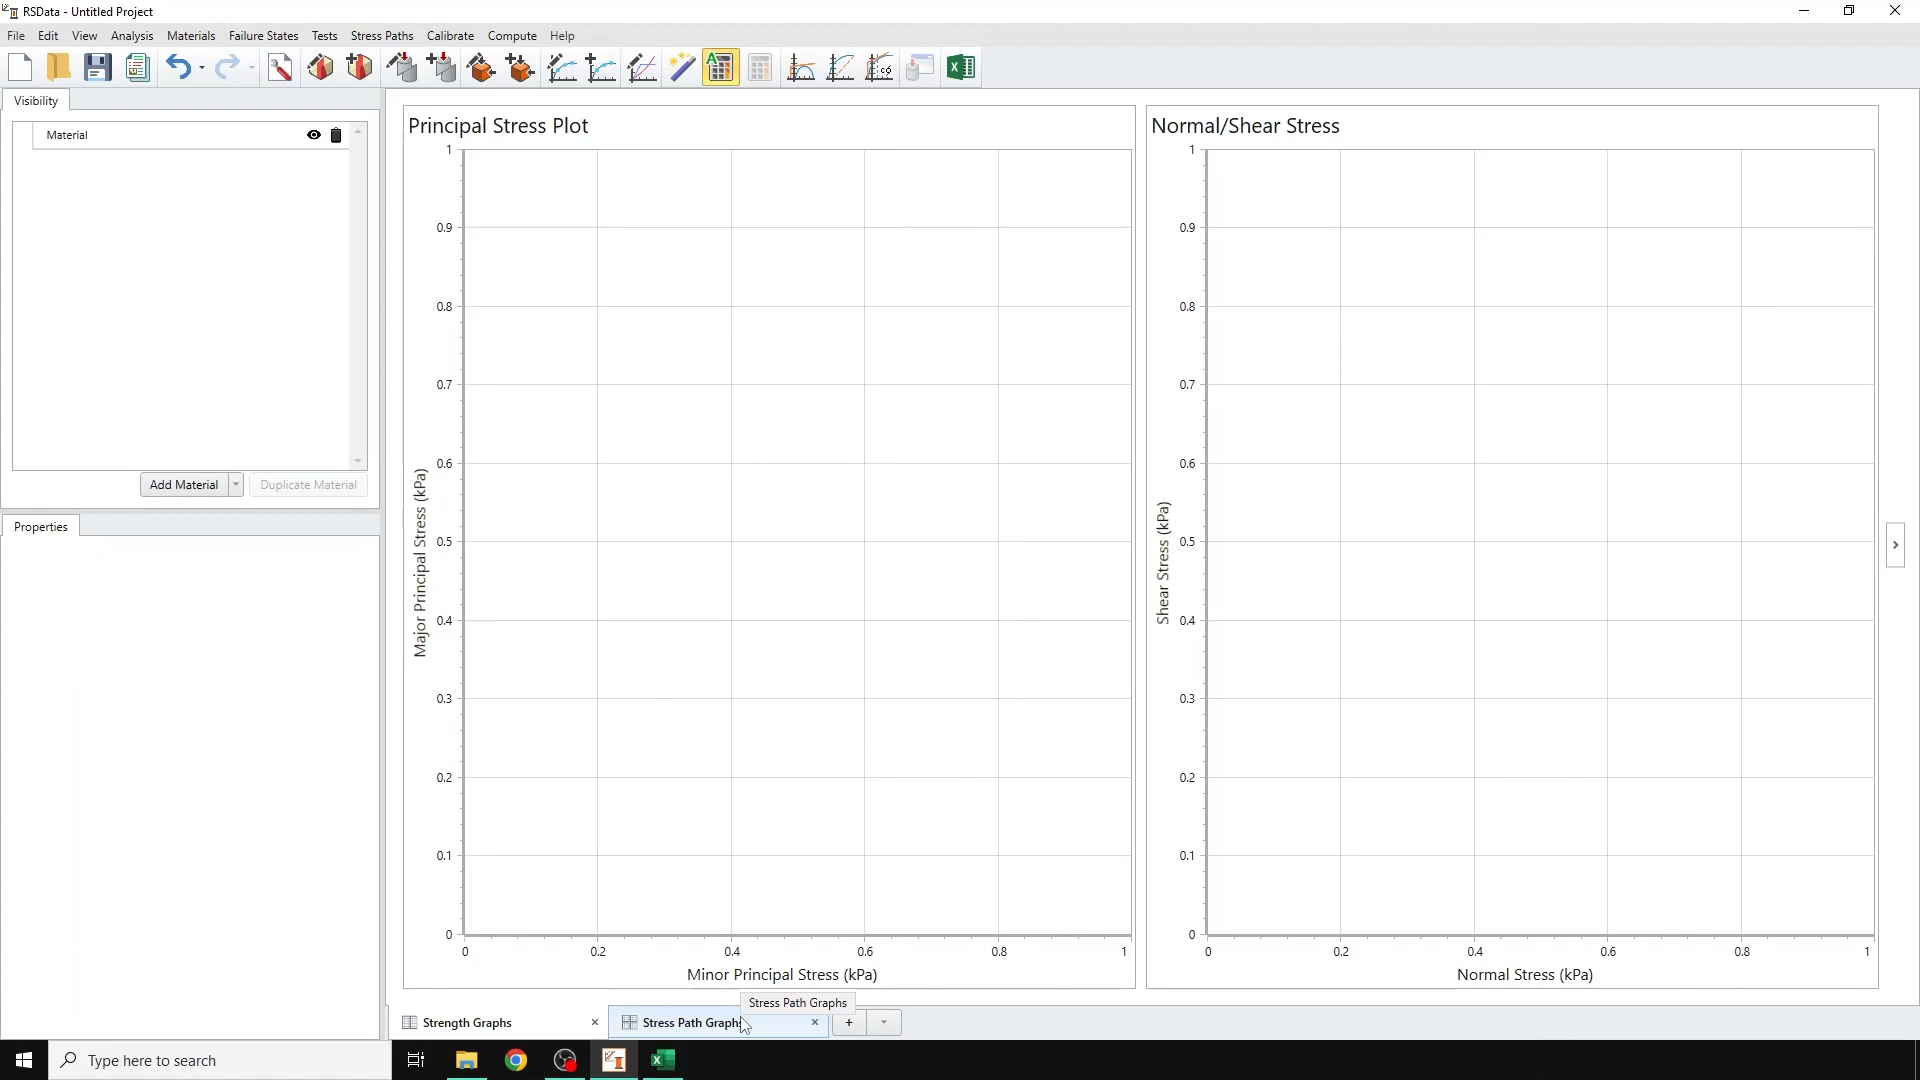 RSData - Untitled Project
File Edit View Analysis Materials Failure States Tests Stress Paths Calibrate Compute Help
Visibility
Material
Add Material
Duplicate Material
Properties
Principal Stress Plot
1
0.9
0.8
0.7
0.6
0.5
0.4
0.3
0.2
0.1
0
Major Principal Stress (kPa)
0 0.2 0.4 0.6 0.8 1
Minor Principal Stress (kPa)
Normal/Shear Stress
1
0.9
0.8
0.7
0.6
0.5
0.4
0.3
0.2
0.1
0
Shear Stress (kPa)
0 0.2 0.4 0.6 0.8 1
Normal Stress (kPa)
Stress Path Graphs
Strength Graphs
Stress Path Graphs
Type here to search